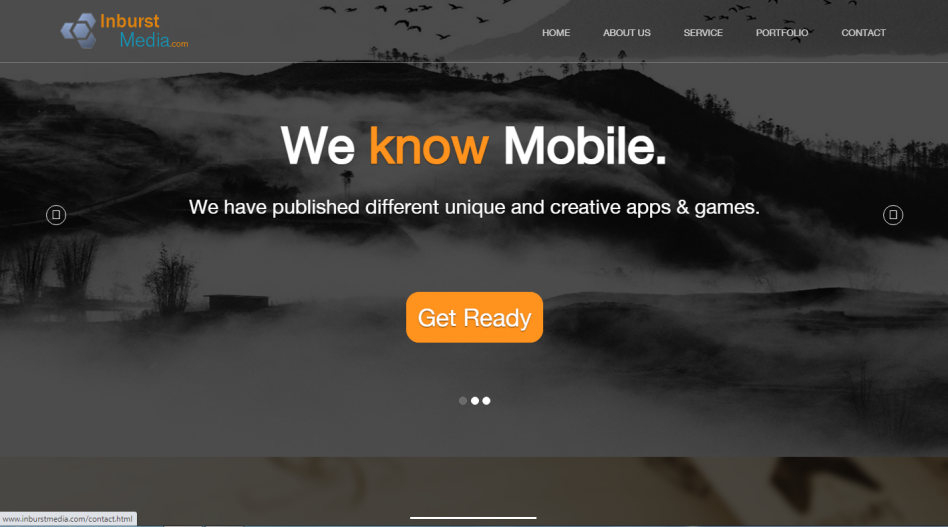 Inburst
Media.com
HOME ABOUT US SERVICE PORTFOLIO CONTACT
We know Mobile.
We have published different unique and creative apps & games.
Get Ready
www.inburstmedia.com/contact.html